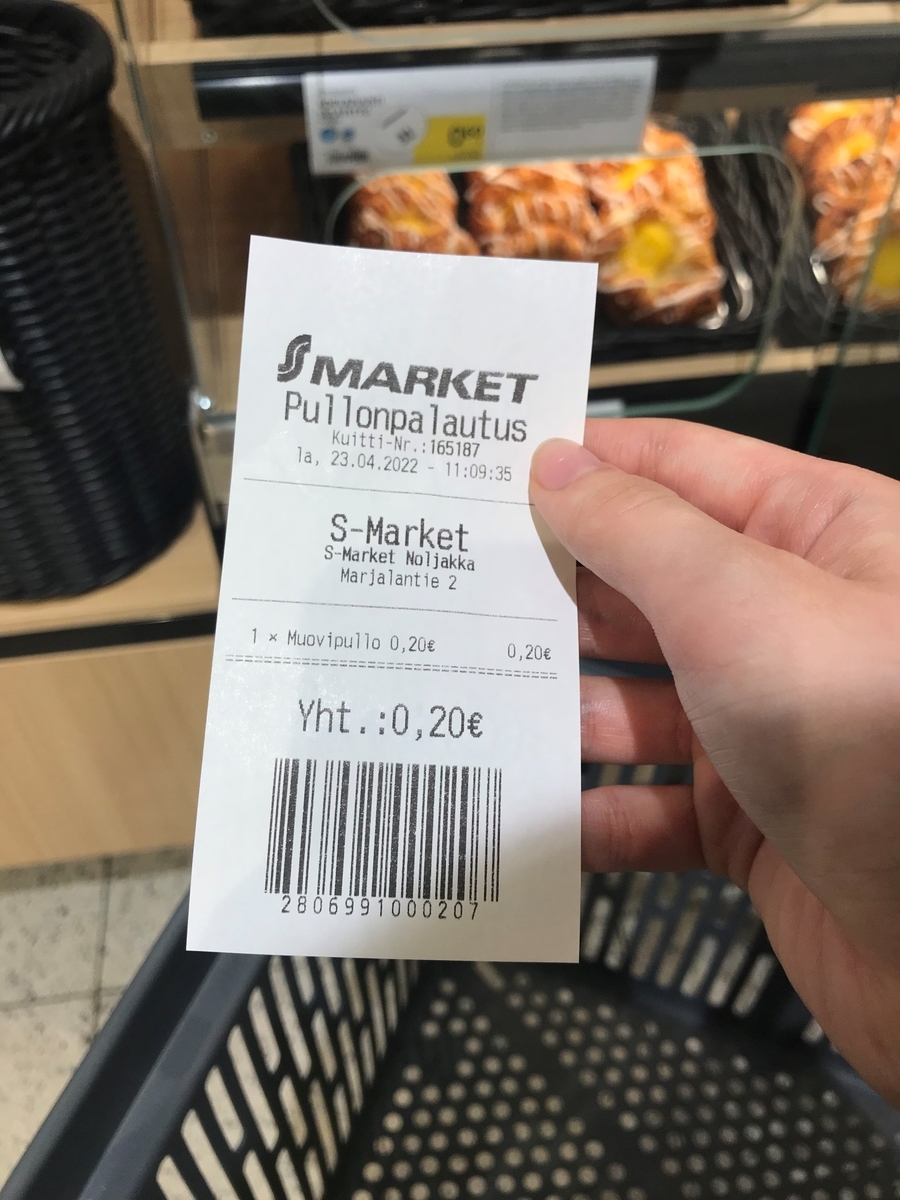 S MARKET
Pullonpalautus
Kuitti-Nr.:165187
la, 23.04.2022 - 11:09:35
S-Market
S-Market Noljakka
Marjalantie 2
1 × Muovipullo 0,20€ 0,20€
Yht.:0,20€
2806991000207